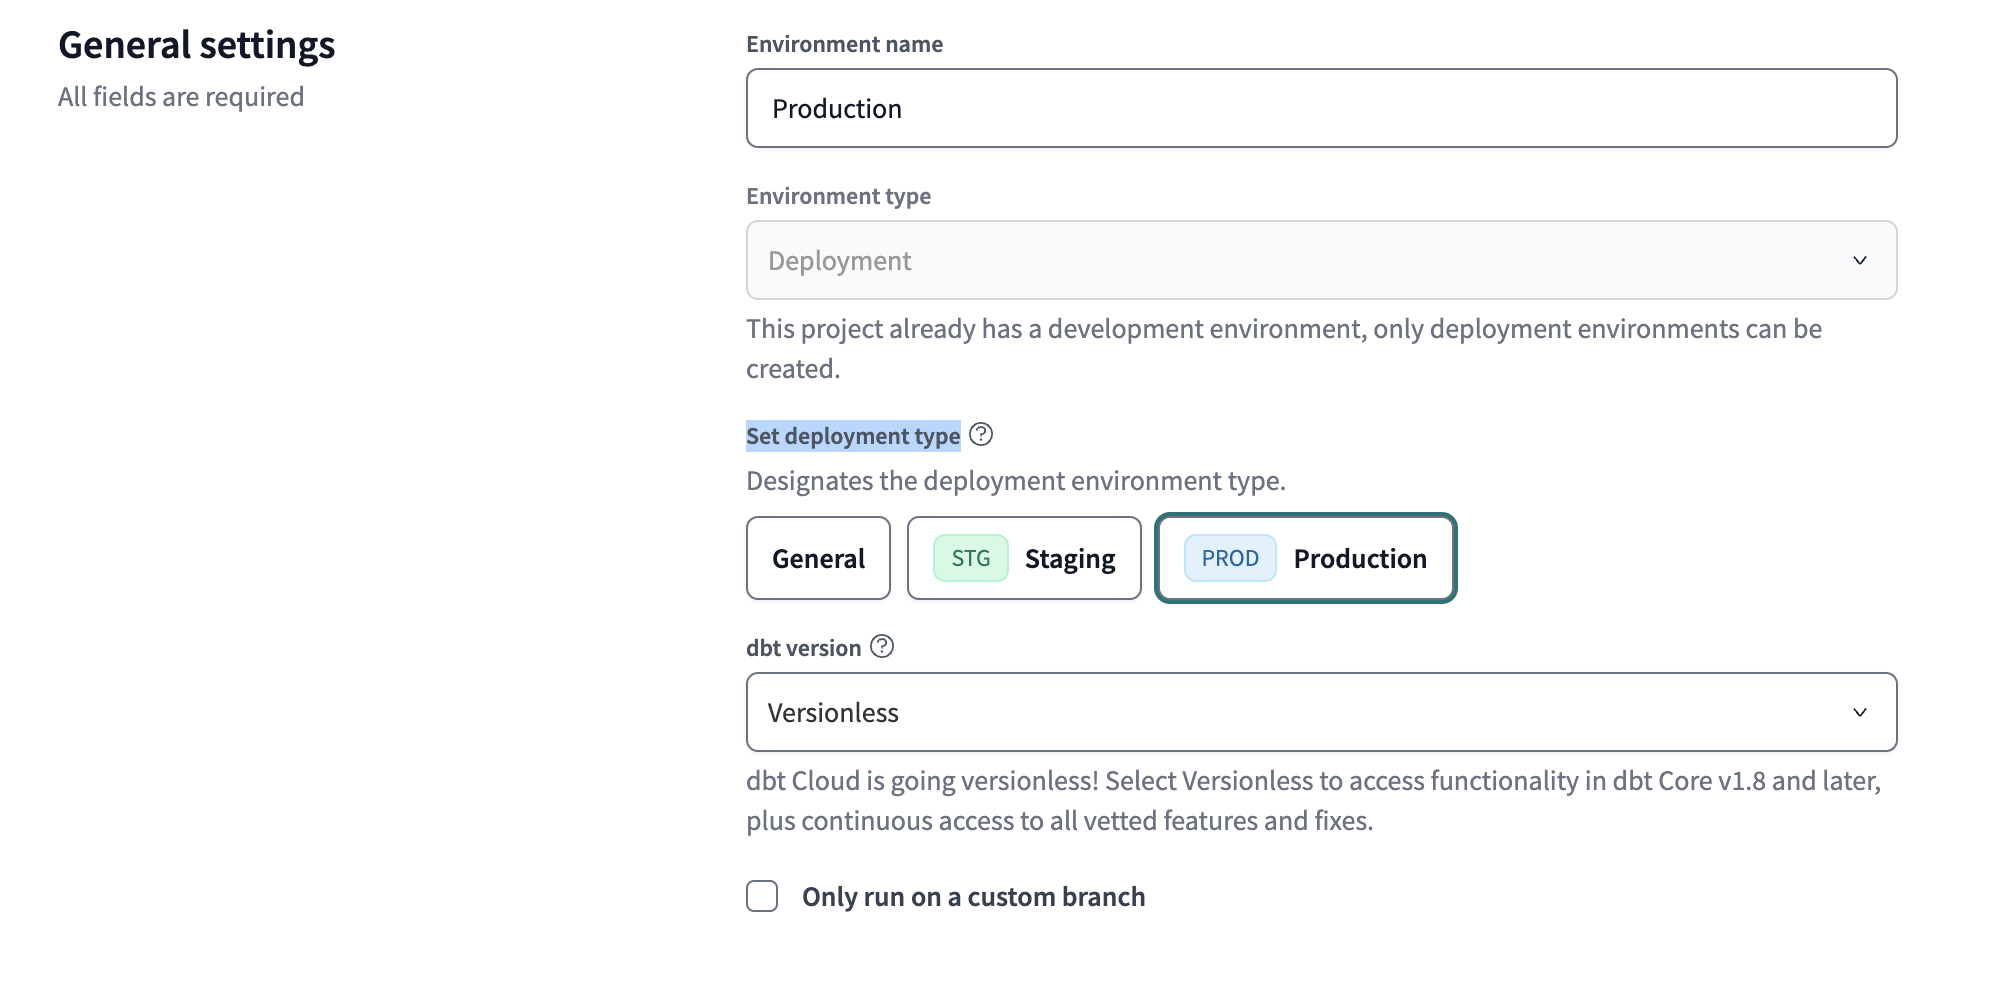 General settings
All fields are required
Environment name
Production
Environment type
Deployment
This project already has a development environment, only deployment environments can be
created.
Set deployment type
Designates the deployment environment type.
General
STG Staging
PROD Production
dbt version
Versionless
dbt Cloud is going versionless! Select Versionless to access functionality in dbt Core v1.8 and later,
plus continuous access to all vetted features and fixes.
Only run on a custom branch